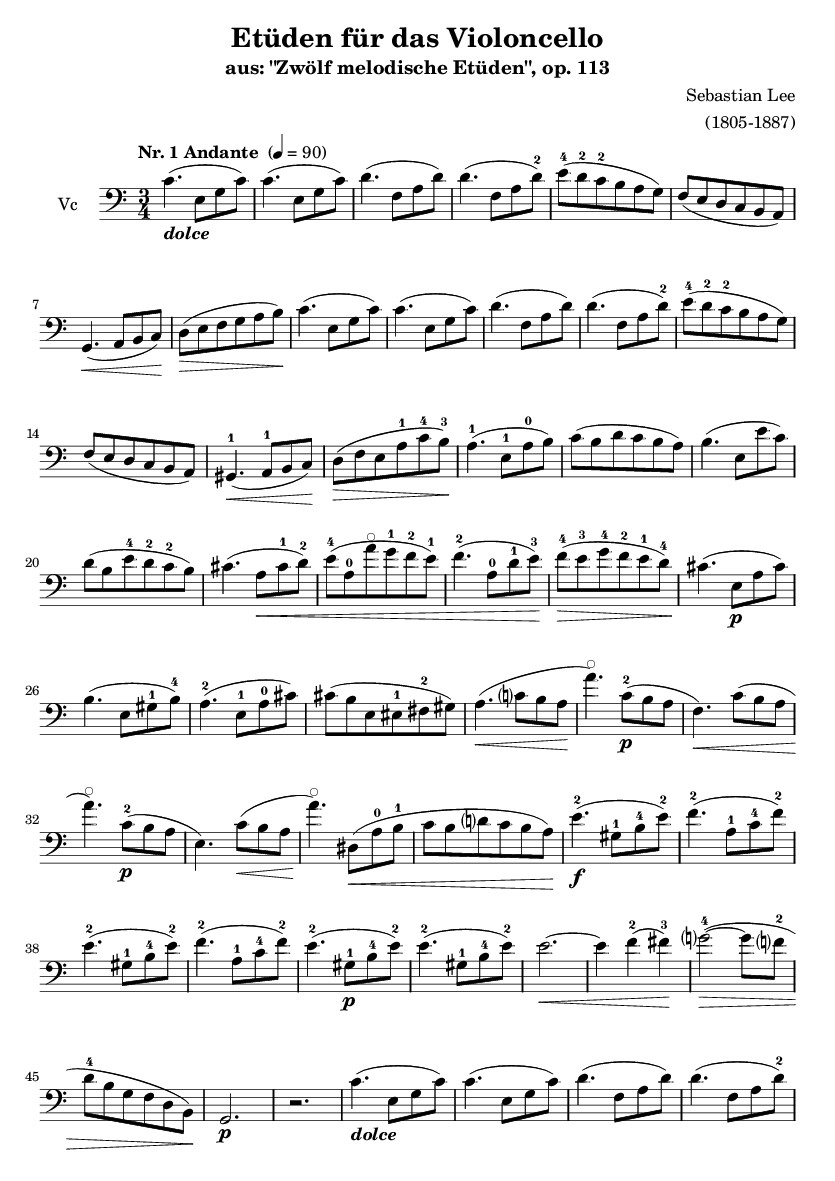 Etüden für das Violoncello
aus: "Zwölf melodische Etüden", op. 113
Sebastian Lee
(1805-1887)
Nr. 1 Andante (♩ = 90)
2 4 2 2
Vc 3/4
dolce
7
2 4 2 2
14
1 1 1 4 3 1 1 0
20
4 2 2 1 2 4 0 1 2 1 2 0 1 3 4 3 4 2 1 4
p
26
1 4 2 1 0 1 2 2
p
32
2 0 1 2 1 4 2 2 1 4 2
p f
38
2 1 4 2 2 1 4 2 2 1 4 2 2 1 4 2 2 3 4 2
p
45
4 2
p dolce